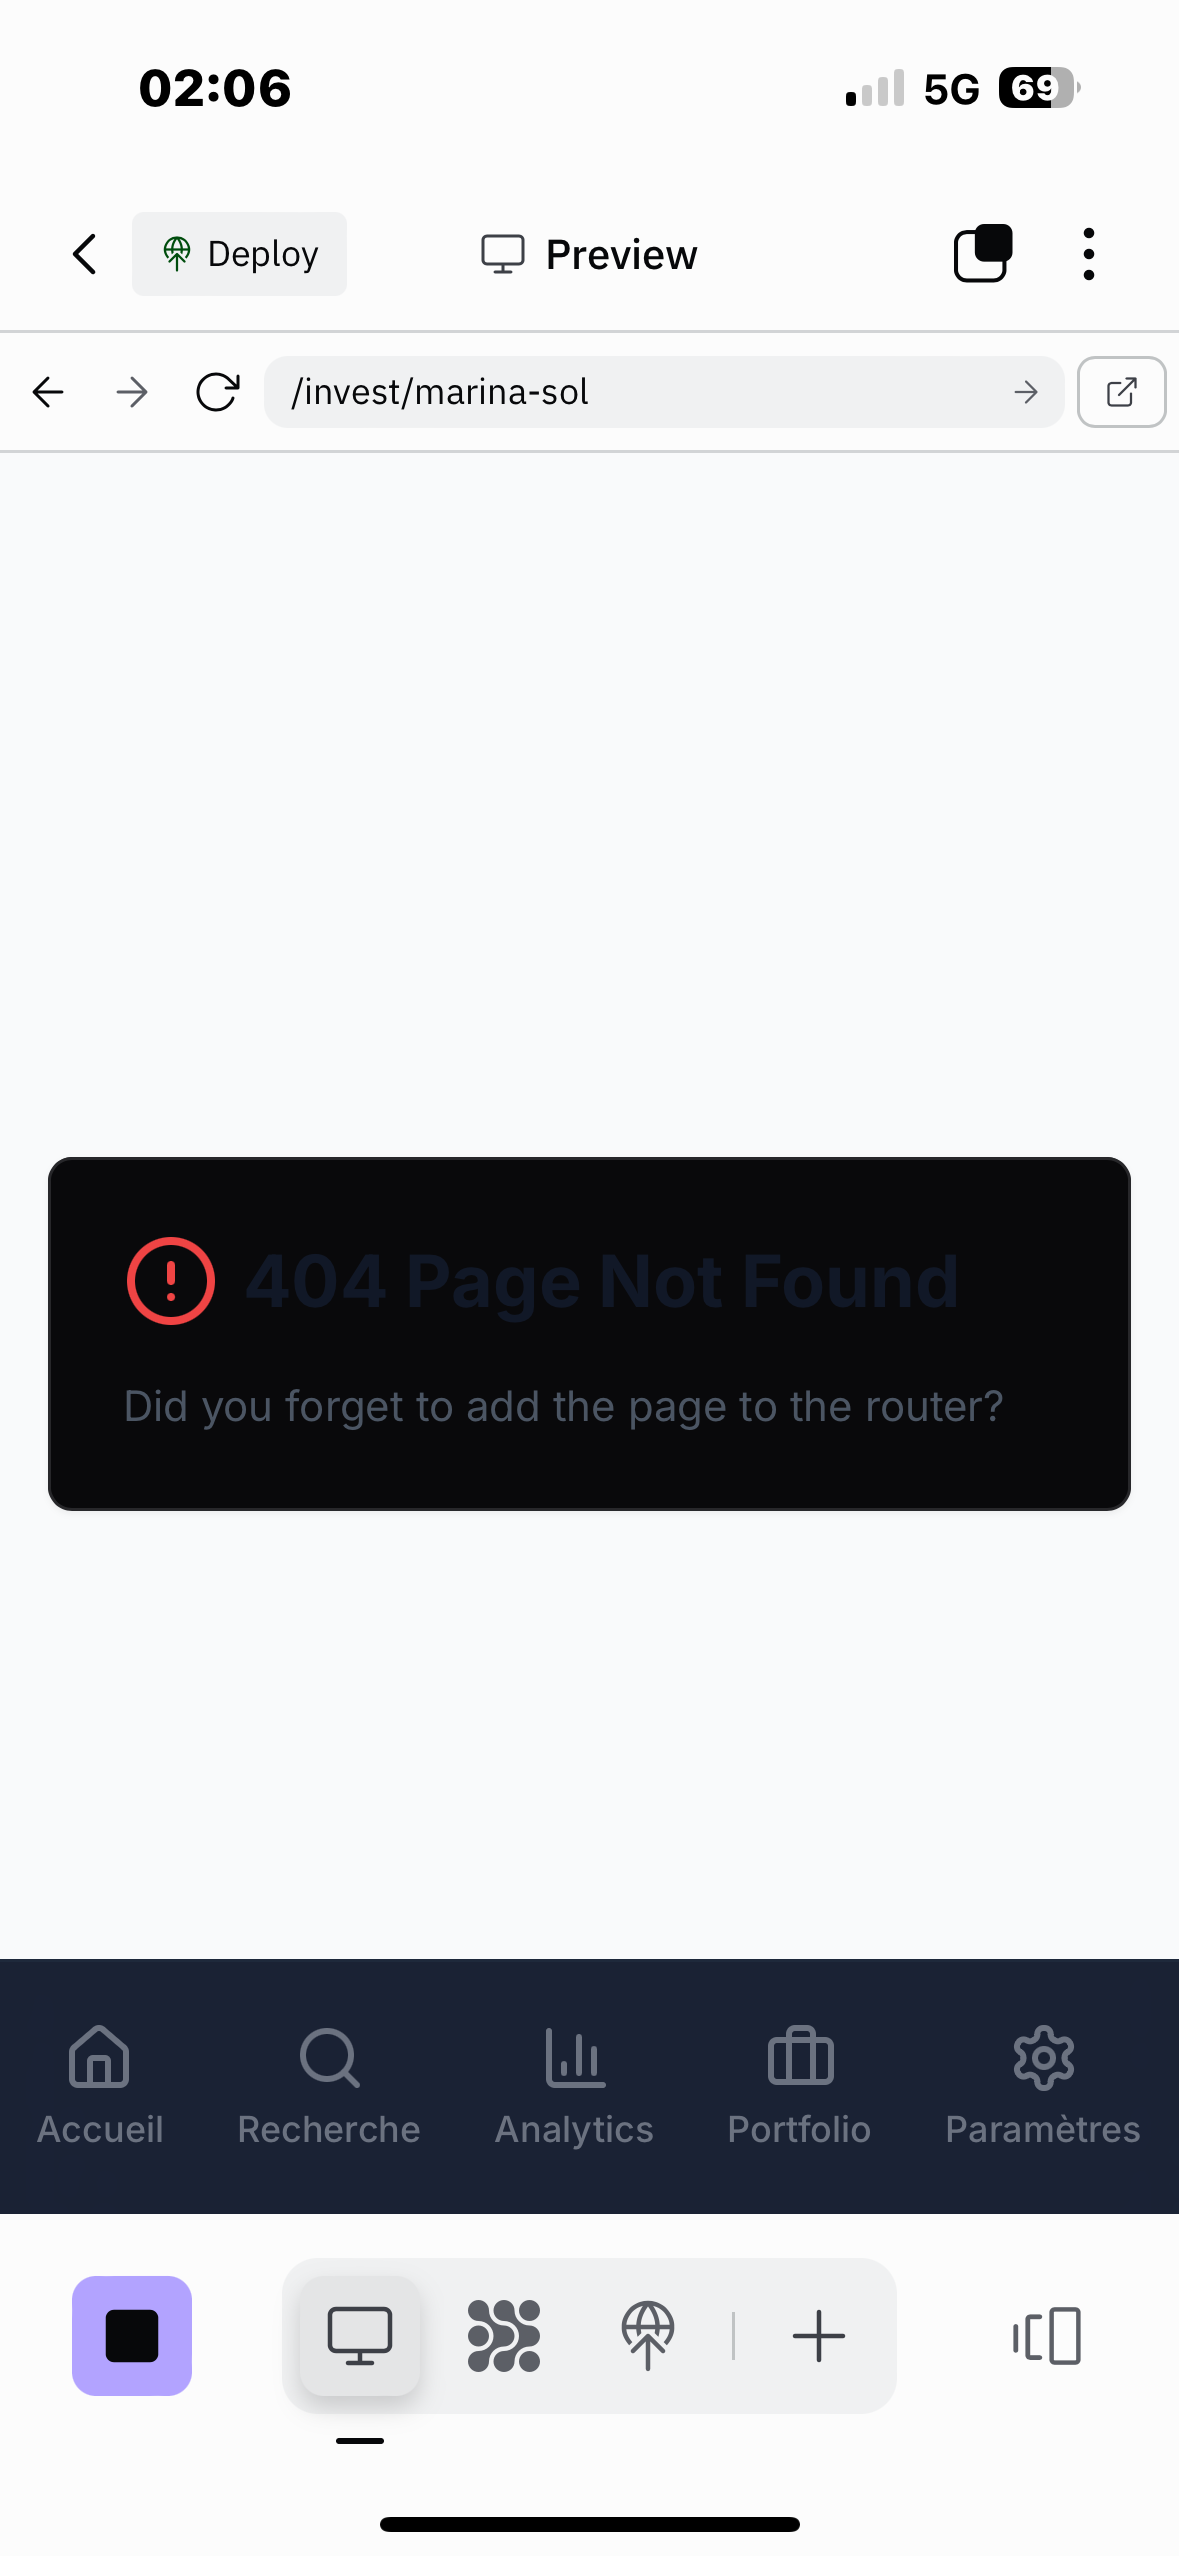 02:06
5G
69
Deploy
Preview
/invest/marina-sol
404 Page Not Found
Did you forget to add the page to the router?
Accueil
Recherche
Analytics
Portfolio
Paramètres